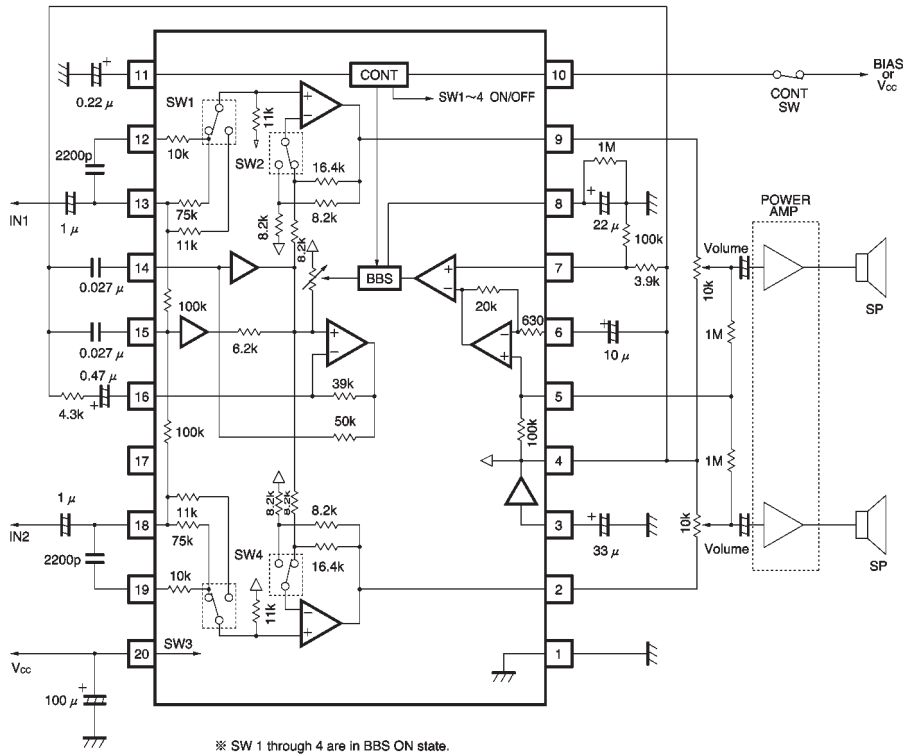 11
CONT
10
BIAS
or
Vcc
0.22 μ
+
SW1
11k
+
−
SW1~4 ON/OFF
CONT
SW
12
10k
SW2
16.4k
9
1M
2200p
8.2k
8
+
POWER
AMP
IN1
1 μ
13
75k
8.2k
22 μ
11k
8.2k
100k
Volume
14
BBS
+
−
7
3.9k
10k
SP
0.027 μ
100k
20k
15
6.2k
+
−
−
+
630
6
+
10 μ
1M
0.027 μ
0.47 μ
+
16
39k
5
4.3k
50k
100k
100k
17
4
1M
1 μ
8.2k
8.2k
IN2
18
11k
8.2k
3
+
10k
75k
33 μ
Volume
SP
2200p
SW4
16.4k
19
10k
11k
−
+
2
Vcc
20
SW3
1
+
100 μ
※ SW 1 through 4 are in BBS ON state.